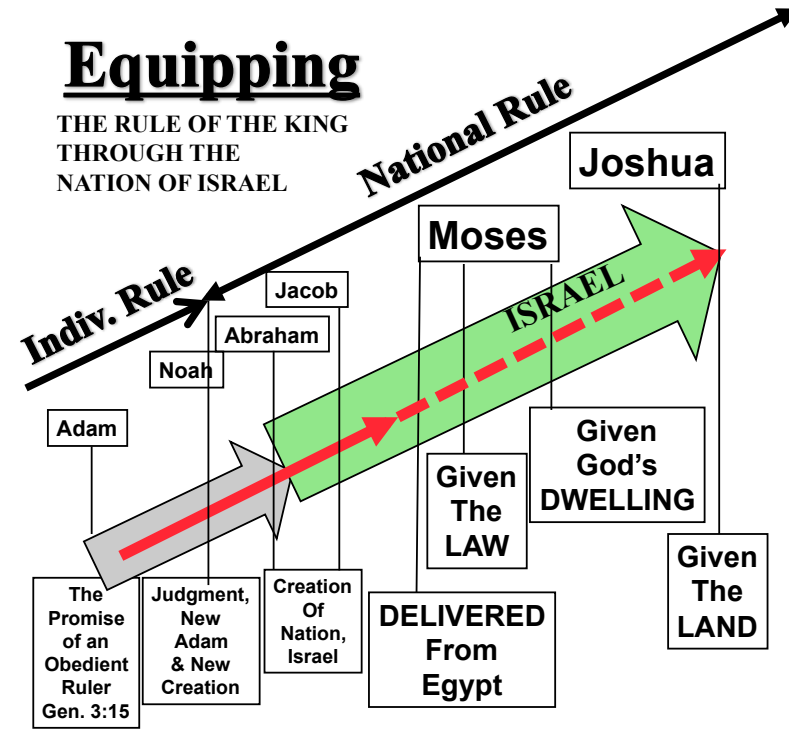 Equipping
THE RULE OF THE KING
THROUGH THE
NATION OF ISRAEL
Indiv. Rule
National Rule
Adam
Noah
Abraham
Jacob
Moses
Joshua
ISRAEL
The
Promise
of an
Obedient
Ruler
Gen. 3:15
Judgment,
New
Adam
& New
Creation
Creation
Of
Nation,
Israel
DELIVERED
From
Egypt
Given
The
LAW
Given
God's
DWELLING
Given
The
LAND